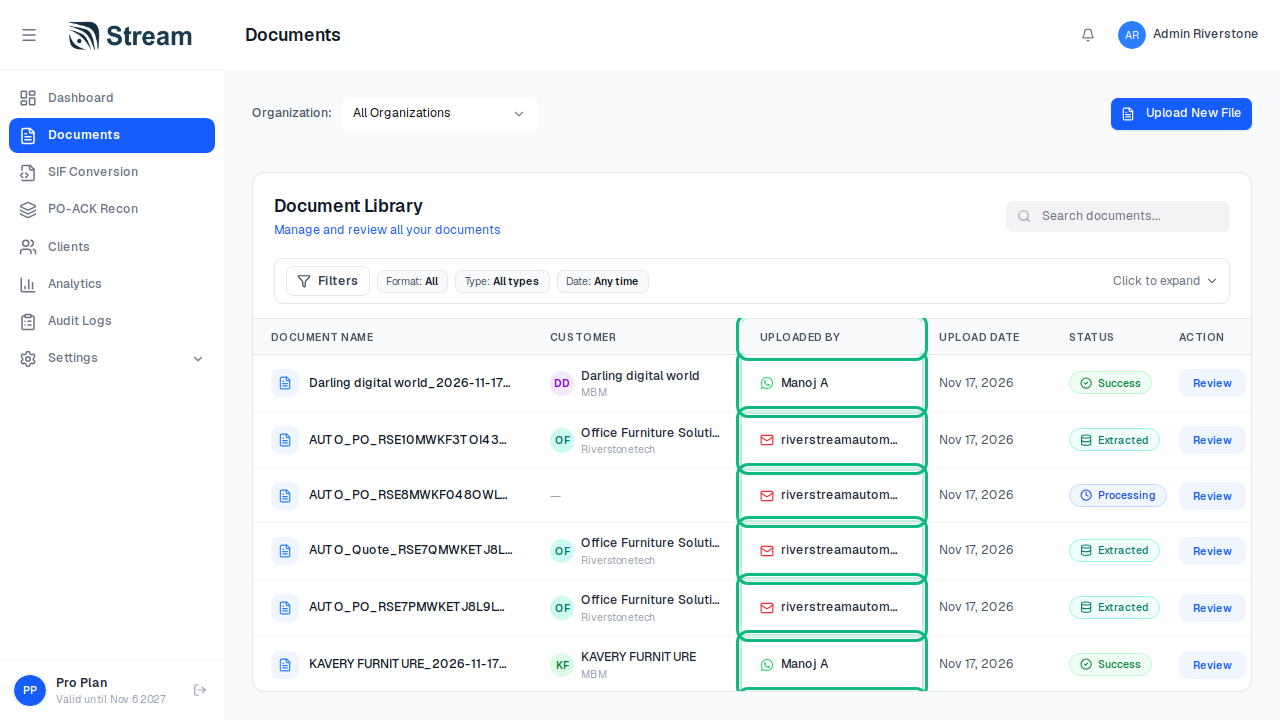 Stream
Documents
AR
Admin Riverstone
Dashboard
Documents
SIF Conversion
PO-ACK Recon
Clients
Analytics
Audit Logs
Settings
PP
Pro Plan
Valid until Nov 6 2027
Organization:
All Organizations
Upload New File
Document Library
Manage and review all your documents
Search documents...
Filters
Format: All
Type: All types
Date: Any time
Click to expand
DOCUMENT NAME CUSTOMER UPLOADED BY UPLOAD DATE STATUS ACTION
Darling digital world_2026-11-17... DD Darling digital world Manoj A Nov 17, 2026 Success Review
MBM
AUTO_PO_RSE10MWKF3TOI43... OF Office Furniture Soluti... riverstreamautom... Nov 17, 2026 Extracted Review
Riverstonetech
AUTO_PO_RSE8MWKF048OWL... — riverstreamautom... Nov 17, 2026 Processing Review
AUTO_Quote_RSE7QMWKETJ8L... OF Office Furniture Soluti... riverstreamautom... Nov 17, 2026 Extracted Review
Riverstonetech
AUTO_PO_RSE7PMWKETJ8L9L... OF Office Furniture Soluti... riverstreamautom... Nov 17, 2026 Extracted Review
Riverstonetech
KAVERY FURNITURE_2026-11-17... KF KAVERY FURNITURE Manoj A Nov 17, 2026 Success Review
MBM